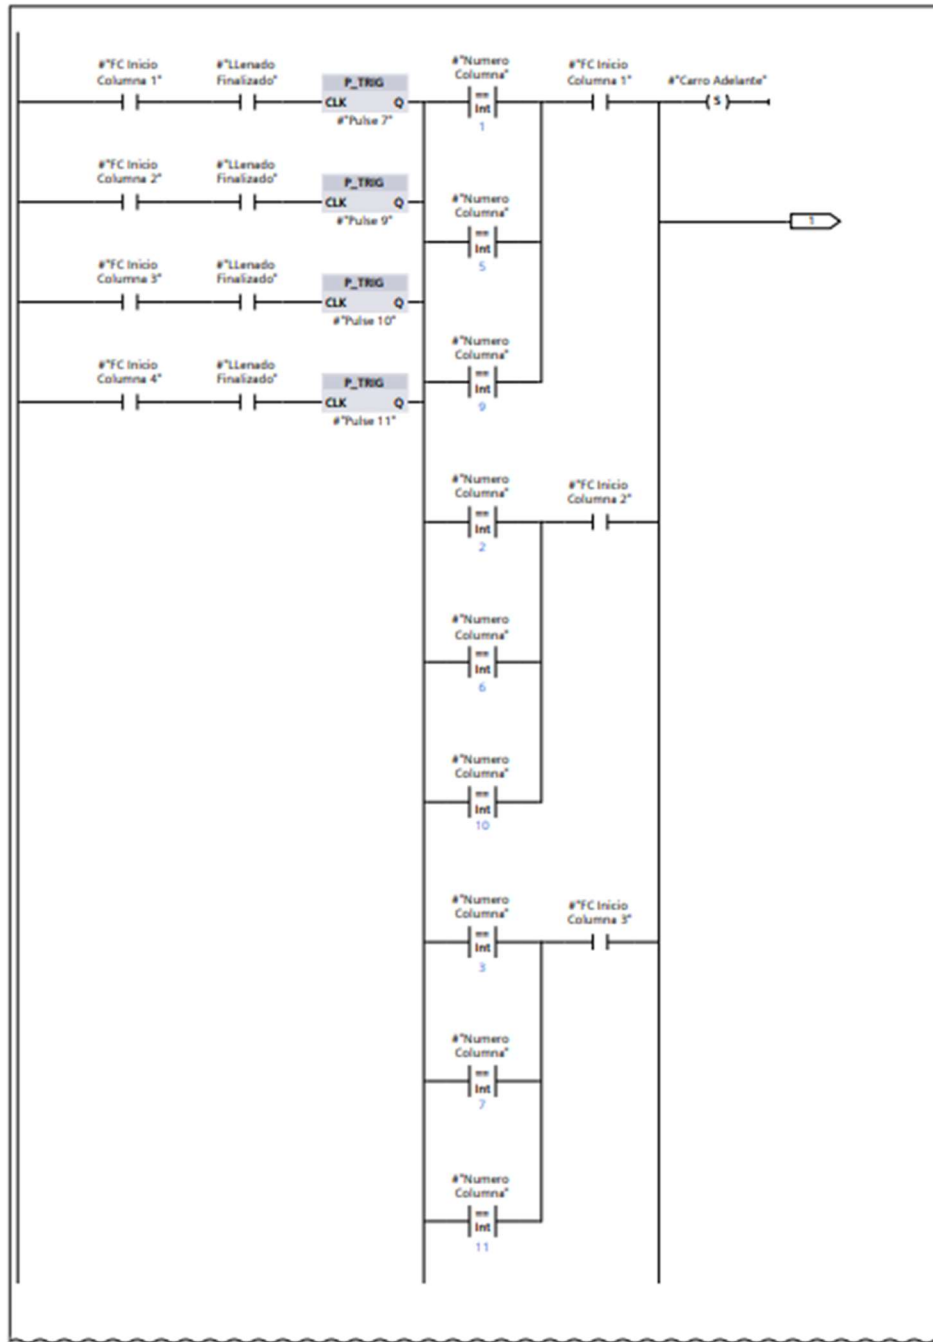 #"FC Inicio
Columna 1"
#"LLenado
Finalizado"
P_TRIG
CLK Q
#"Pulse 7"
#"Numero
Columna"
==
Int
1
#"FC Inicio
Columna 1"
#"Carro Adelante"
S
#"FC Inicio
Columna 2"
#"LLenado
Finalizado"
P_TRIG
CLK Q
#"Pulse 9"
#"Numero
Columna"
==
Int
5
1
#"FC Inicio
Columna 3"
#"LLenado
Finalizado"
P_TRIG
CLK Q
#"Pulse 10"
#"Numero
Columna"
==
Int
9
#"FC Inicio
Columna 4"
#"LLenado
Finalizado"
P_TRIG
CLK Q
#"Pulse 11"
#"Numero
Columna"
==
Int
2
#"FC Inicio
Columna 2"
#"Numero
Columna"
==
Int
6
#"Numero
Columna"
==
Int
10
#"Numero
Columna"
==
Int
3
#"FC Inicio
Columna 3"
#"Numero
Columna"
==
Int
7
#"Numero
Columna"
==
Int
11